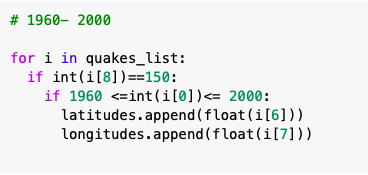 # 1960- 2000
for i in quakes_list:
  if int(i[8])==150:
    if 1960 <=int(i[0])<= 2000:
      latitudes.append(float(i[6]))
      longitudes.append(float(i[7]))